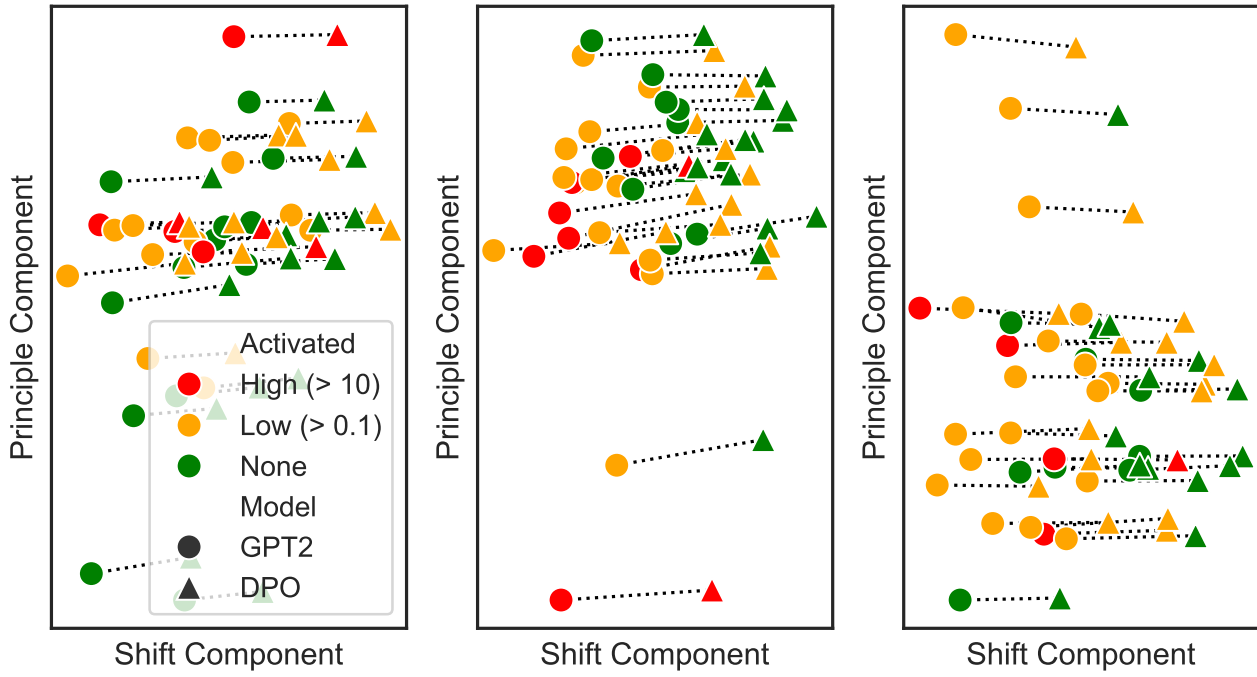 Principle Component
Activated
High (> 10)
Low (> 0.1)
None
Model
GPT2
DPO
Shift Component
Principle Component
Shift Component
Principle Component
Shift Component